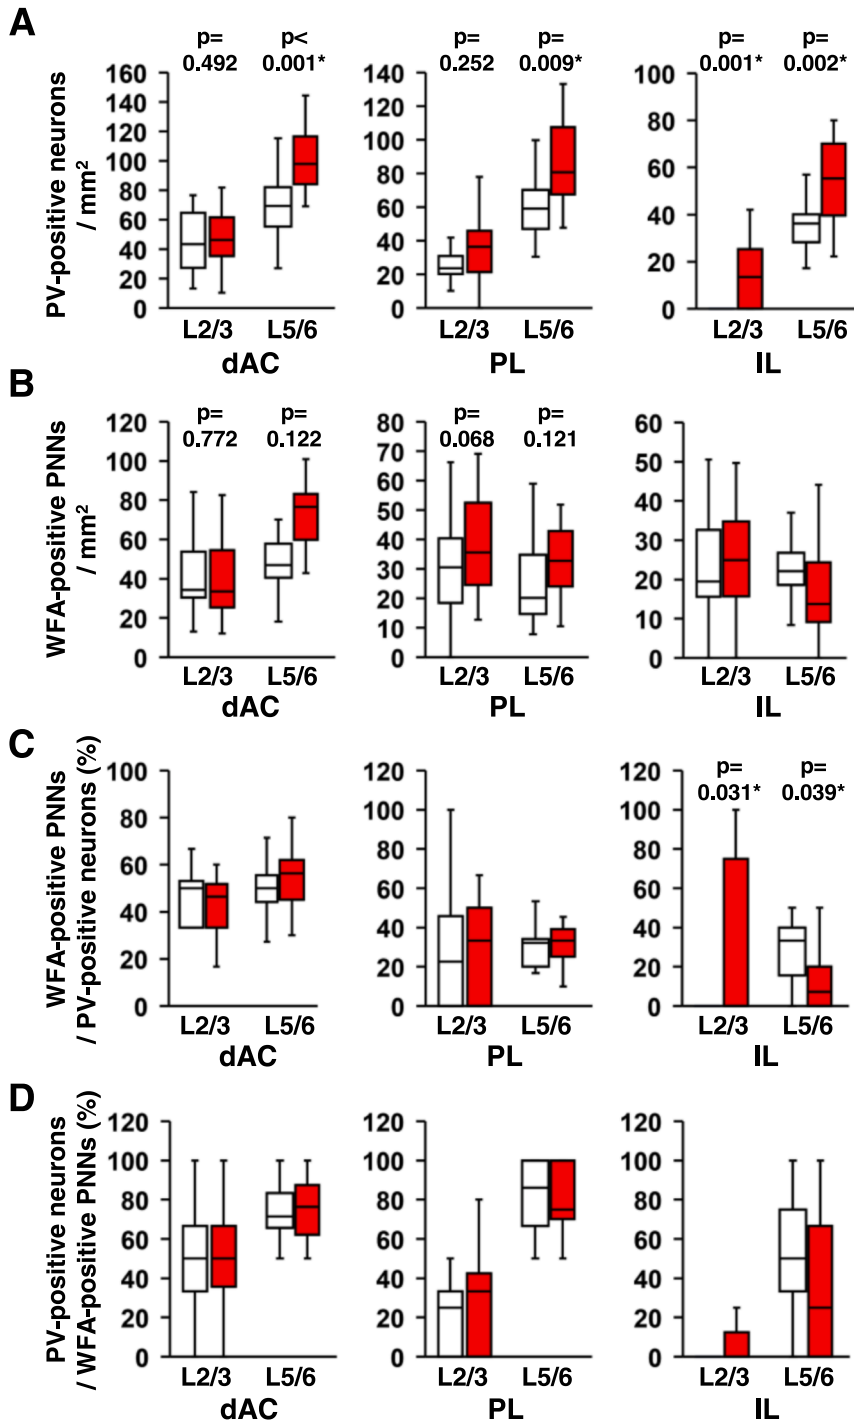 A
PV-positive neurons
/ mm²
p=
0.492
p<
0.001*
160
140
120
100
80
60
40
20
0
L2/3
L5/6
dAC
p=
0.252
p=
0.009*
140
120
100
80
60
40
20
0
L2/3
L5/6
PL
p=
0.001*
p=
0.002*
100
80
60
40
20
0
L2/3
L5/6
IL
B
WFA-positive PNNs
/ mm²
p=
0.772
p=
0.122
120
100
80
60
40
20
0
L2/3
L5/6
dAC
p=
0.068
p=
0.121
80
70
60
50
40
30
20
10
0
L2/3
L5/6
PL
60
50
40
30
20
10
0
L2/3
L5/6
IL
C
WFA-positive PNNs
/ PV-positive neurons (%)
100
80
60
40
20
0
L2/3
L5/6
dAC
120
100
80
60
40
20
0
L2/3
L5/6
PL
p=
0.031*
p=
0.039*
120
100
80
60
40
20
0
L2/3
L5/6
IL
D
PV-positive neurons
/ WFA-positive PNNs (%)
120
100
80
60
40
20
0
L2/3
L5/6
dAC
120
100
80
60
40
20
0
L2/3
L5/6
PL
120
100
80
60
40
20
0
L2/3
L5/6
IL